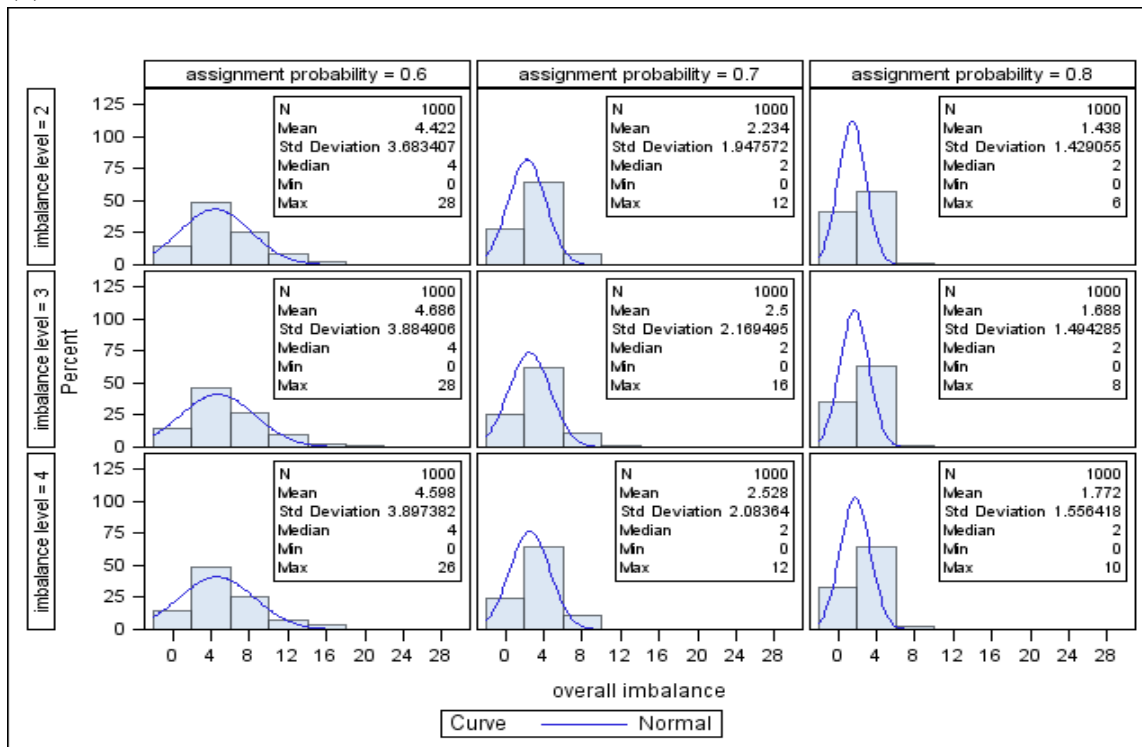 assignment probability = 0.6
assignment probability = 0.7
assignment probability = 0.8
imbalance level = 2
125
100
75
50
25
0
N 1000
Mean 4.422
Std Deviation 3.683407
Median 4
Min 0
Max 28
N 1000
Mean 2.234
Std Deviation 1.947572
Median 2
Min 0
Max 12
N 1000
Mean 1.438
Std Deviation 1.429055
Median 2
Min 0
Max 6
imbalance level = 3
Percent
125
100
75
50
25
0
N 1000
Mean 4.686
Std Deviation 3.884906
Median 4
Min 0
Max 28
N 1000
Mean 2.5
Std Deviation 2.169495
Median 2
Min 0
Max 16
N 1000
Mean 1.688
Std Deviation 1.494285
Median 2
Min 0
Max 8
imbalance level = 4
125
100
75
50
25
0
N 1000
Mean 4.598
Std Deviation 3.897382
Median 4
Min 0
Max 26
N 1000
Mean 2.528
Std Deviation 2.08364
Median 2
Min 0
Max 12
N 1000
Mean 1.772
Std Deviation 1.556418
Median 2
Min 0
Max 10
0 4 8 12 16 20 24 28
0 4 8 12 16 20 24 28
0 4 8 12 16 20 24 28
overall imbalance
Curve Normal